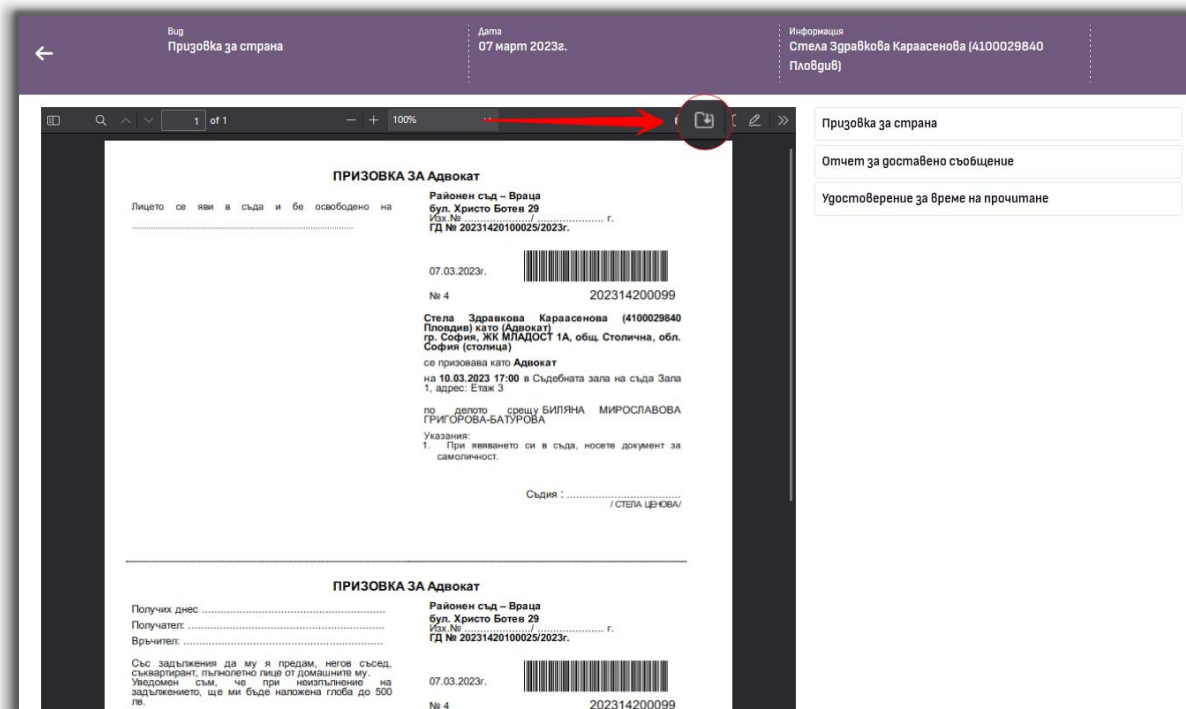 Вид
Призовка за страна
Дата
07 март 2023г.
Информация
Стела Здравкова Караасенова (4100029840
Пловдив)
1 of 1
100%
Призовка за страна
Отчет за доставено съобщение
Удостоверение за време на прочитане
ПРИЗОВКА ЗА Адвокат
Лицето се яви в съда и бе освободено на
Районен съд – Враца
бул. Христо Ботев 29
Изх.№ ...................../ ..................... г.
ГД № 20231420100025/2023г.
07.03.2023г.
№ 4
202314200099
Стела Здравкова Караасенова (4100029840
Пловдив) като (Адвокат)
гр. София, ЖК МЛАДОСТ 1А, общ. Столична, обл.
София (столица)
се призовава като Адвокат
на 10.03.2023 17:00 в Съдебната зала на съда Зала
1, адрес: Етаж 3
по делото срещу БИЛЯНА МИРОСЛАВОВА
ГРИГОРОВА-БАТУРОВА
Указания:
1. При явяването си в съда, носете документ за
самоличност.
Съдия : ....................................
/ СТЕЛА ЦЕНОВА/
ПРИЗОВКА ЗА Адвокат
Получих днес ..........................................................
Получател: ..............................................................
Връчител: ...............................................................
Със задължения да му я предам, негов съсед,
съквартирант, пълнолетно лице от домашните му.
Уведомен съм, че при неизпълнение на
задължението, ще ми бъде наложена глоба до 500
лв.
Районен съд – Враца
бул. Христо Ботев 29
Изх.№ ...................../ ..................... г.
ГД № 20231420100025/2023г.
07.03.2023г.
№ 4
202314200099